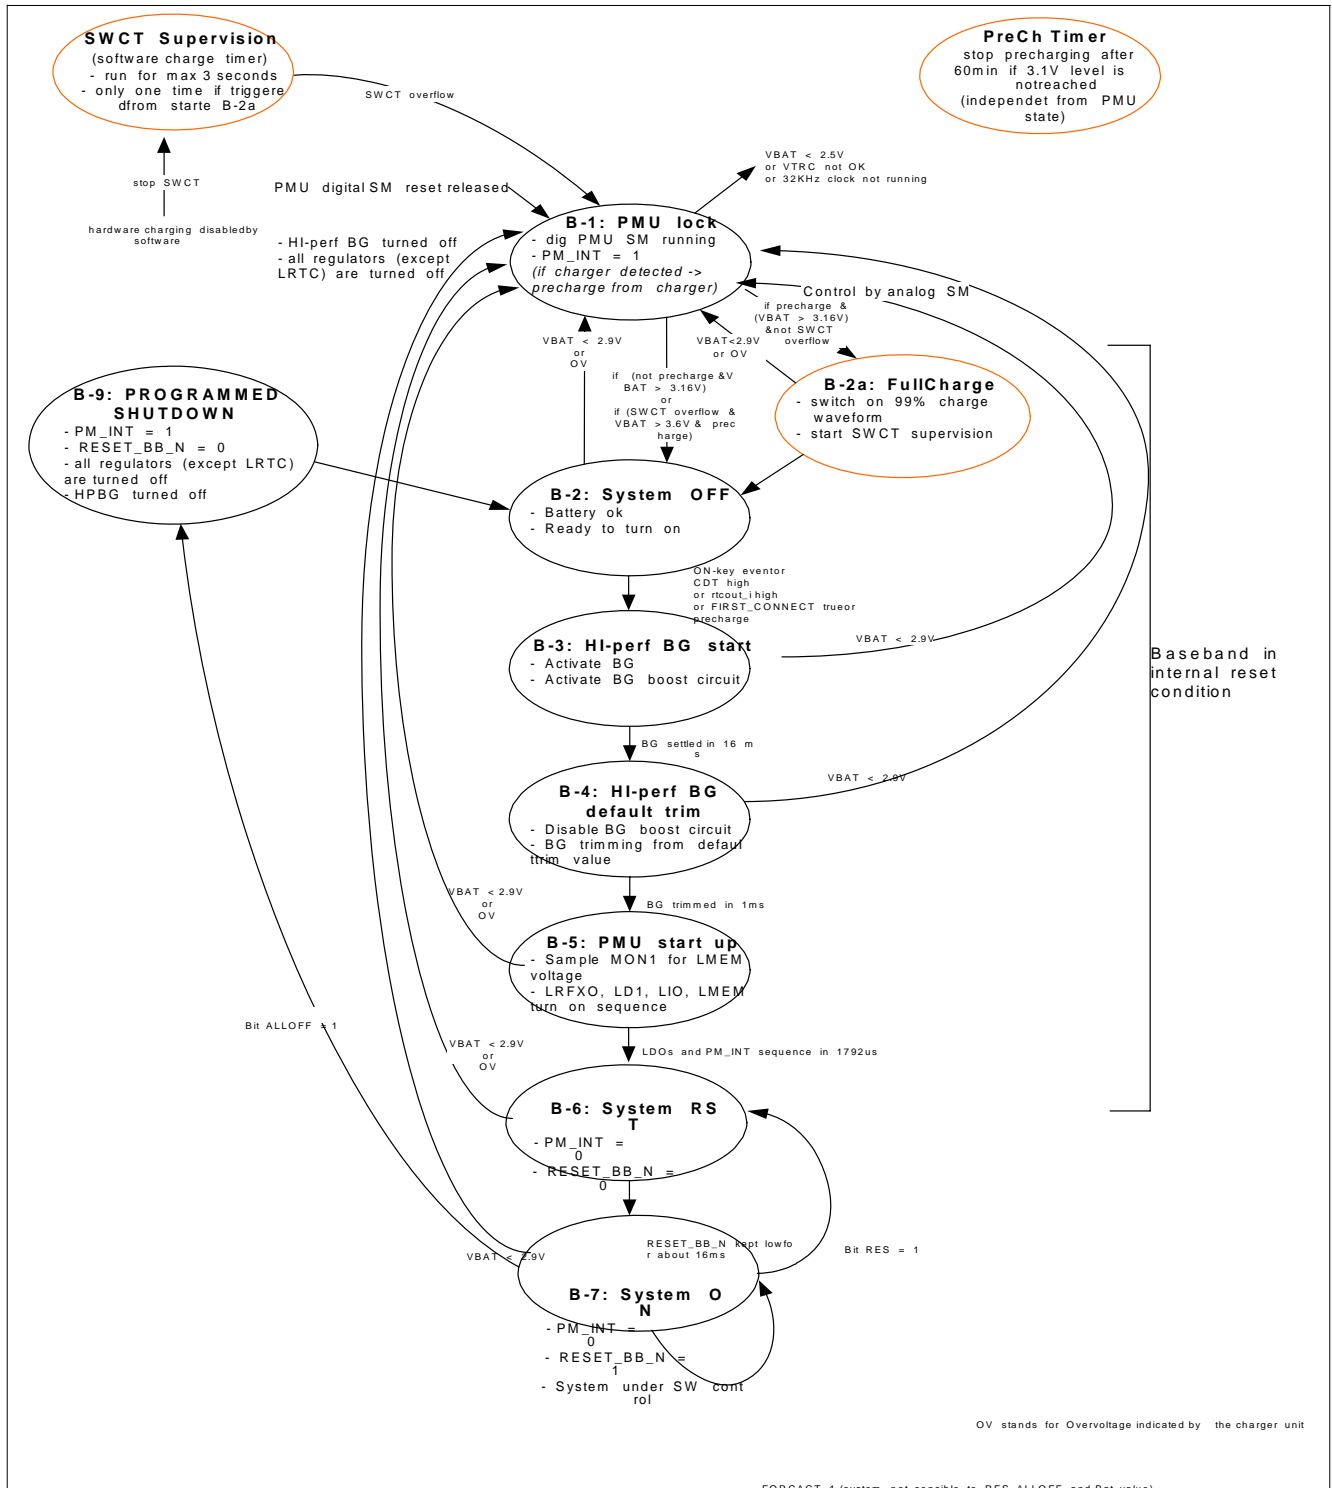 SWCT Supervision
(software charge timer)
- run for max 3 seconds
- only one time if triggere
dfrom starte B-2a
PreCh Timer
stop precharging after
60min if 3.1V level is
notreached
(independet from PMU
state)
SWCT overflow
stop SWCT
hardware charging disabledby
software
PMU digital SM reset released
VBAT < 2.5V
or VTRC not OK
or 32KHz clock not running
- HI-perf BG turned off
- all regulators (except
LRTC) are turned off
B-1: PMU lock
- dig PMU SM running
- PM_INT = 1
(if charger detected ->
precharge from charger)
Control by analog SM
if precharge &
(VBAT > 3.16V)
&not SWCT
overflow
VBAT < 2.9V
or
OV
VBAT<2.9V
or OV
if (not precharge &V
BAT > 3.16V)
or
if (SWCT overflow &
VBAT >3.6V & prec
harge)
B-2a: FullCharge
- switch on 99% charge
waveform
- start SWCT supervision
B-9: PROGRAMMED
SHUTDOWN
- PM_INT = 1
- RESET_BB_N = 0
- all regulators (except LRTC)
are turned off
- HPBG turned off
B-2: System OFF
- Battery ok
- Ready to turn on
ON-key eventor
CDT high
or rtcout_i high
or FIRST_CONNECT trueor
precharge
B-3: HI-perf BG start
- Activate BG
- Activate BG boost circuit
VBAT < 2.9V
Baseband in
internal reset
condition
BG settled in 16 m
s
B-4: HI-perf BG
default trim
- Disable BG boost circuit
- BG trimming from defaul
ttrim value
VBAT < 2.9V
VBAT < 2.9V
or
OV
BG trimmed in 1ms
B-5: PMU start up
- Sample MON1 for LMEM
voltage
- LRFXO, LD1, LIO, LMEM
turn on sequence
Bit ALLOFF = 1
VBAT < 2.9V
or
OV
LDOs and PM_INT sequence in 1792us
B-6: System RS
T
- PM_INT =
0
- RESET_BB_N =
0
VBAT < 2.9V
RESET_BB_N kept lowfo
r about 16ms
Bit RES = 1
B-7: System O
N
- PM_INT =
0
- RESET_BB_N =
1
- System under SW cont
rol
OV stands for Overvoltage indicated by the charger unit
FORCACT 1 (system not sensible to RES ALLOFF and Bat value)